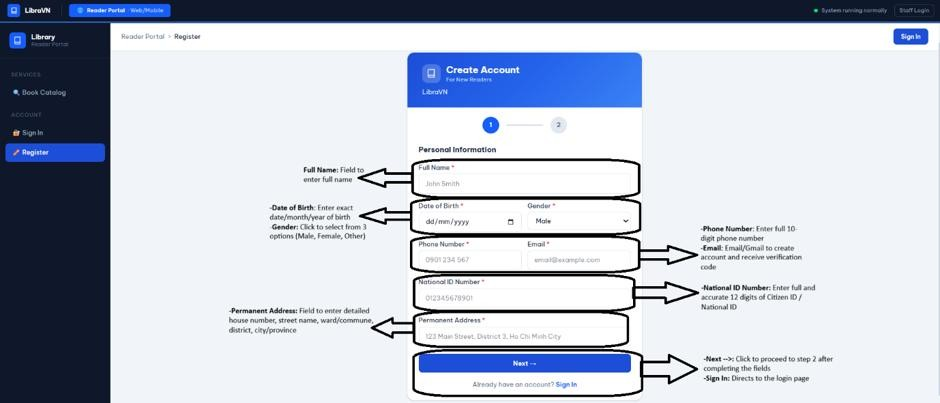 LibraVN
Reader Portal · Web/Mobile
System running normally
Staff Login
Library
Reader Portal
Reader Portal > Register
Sign In
SERVICES
Book Catalog
ACCOUNT
Sign In
Register
Create Account
For New Readers
LibraVN
1
2
Personal Information
Full Name *
John Smith
Full Name: Field to
enter full name
Date of Birth *
Gender *
dd/mm/yyyy
Male
-Date of Birth: Enter exact
date/month/year of birth
-Gender: Click to select from 3
options (Male, Female, Other)
Phone Number *
Email *
0901 234 567
email@example.com
-Phone Number: Enter full 10-
digit phone number
-Email: Email/Gmail to create
account and receive verification
code
National ID Number *
012345678901
-National ID Number: Enter full and
accurate 12 digits of Citizen ID /
National ID
Permanent Address *
123 Main Street, District 3, Ho Chi Minh City
-Permanent Address: Field to enter detailed
house number, street name, ward/commune,
district, city/province
Next →
Already have an account? Sign In
-Next -->: Click to proceed to step 2 after
completing the fields
-Sign In: Directs to the login page